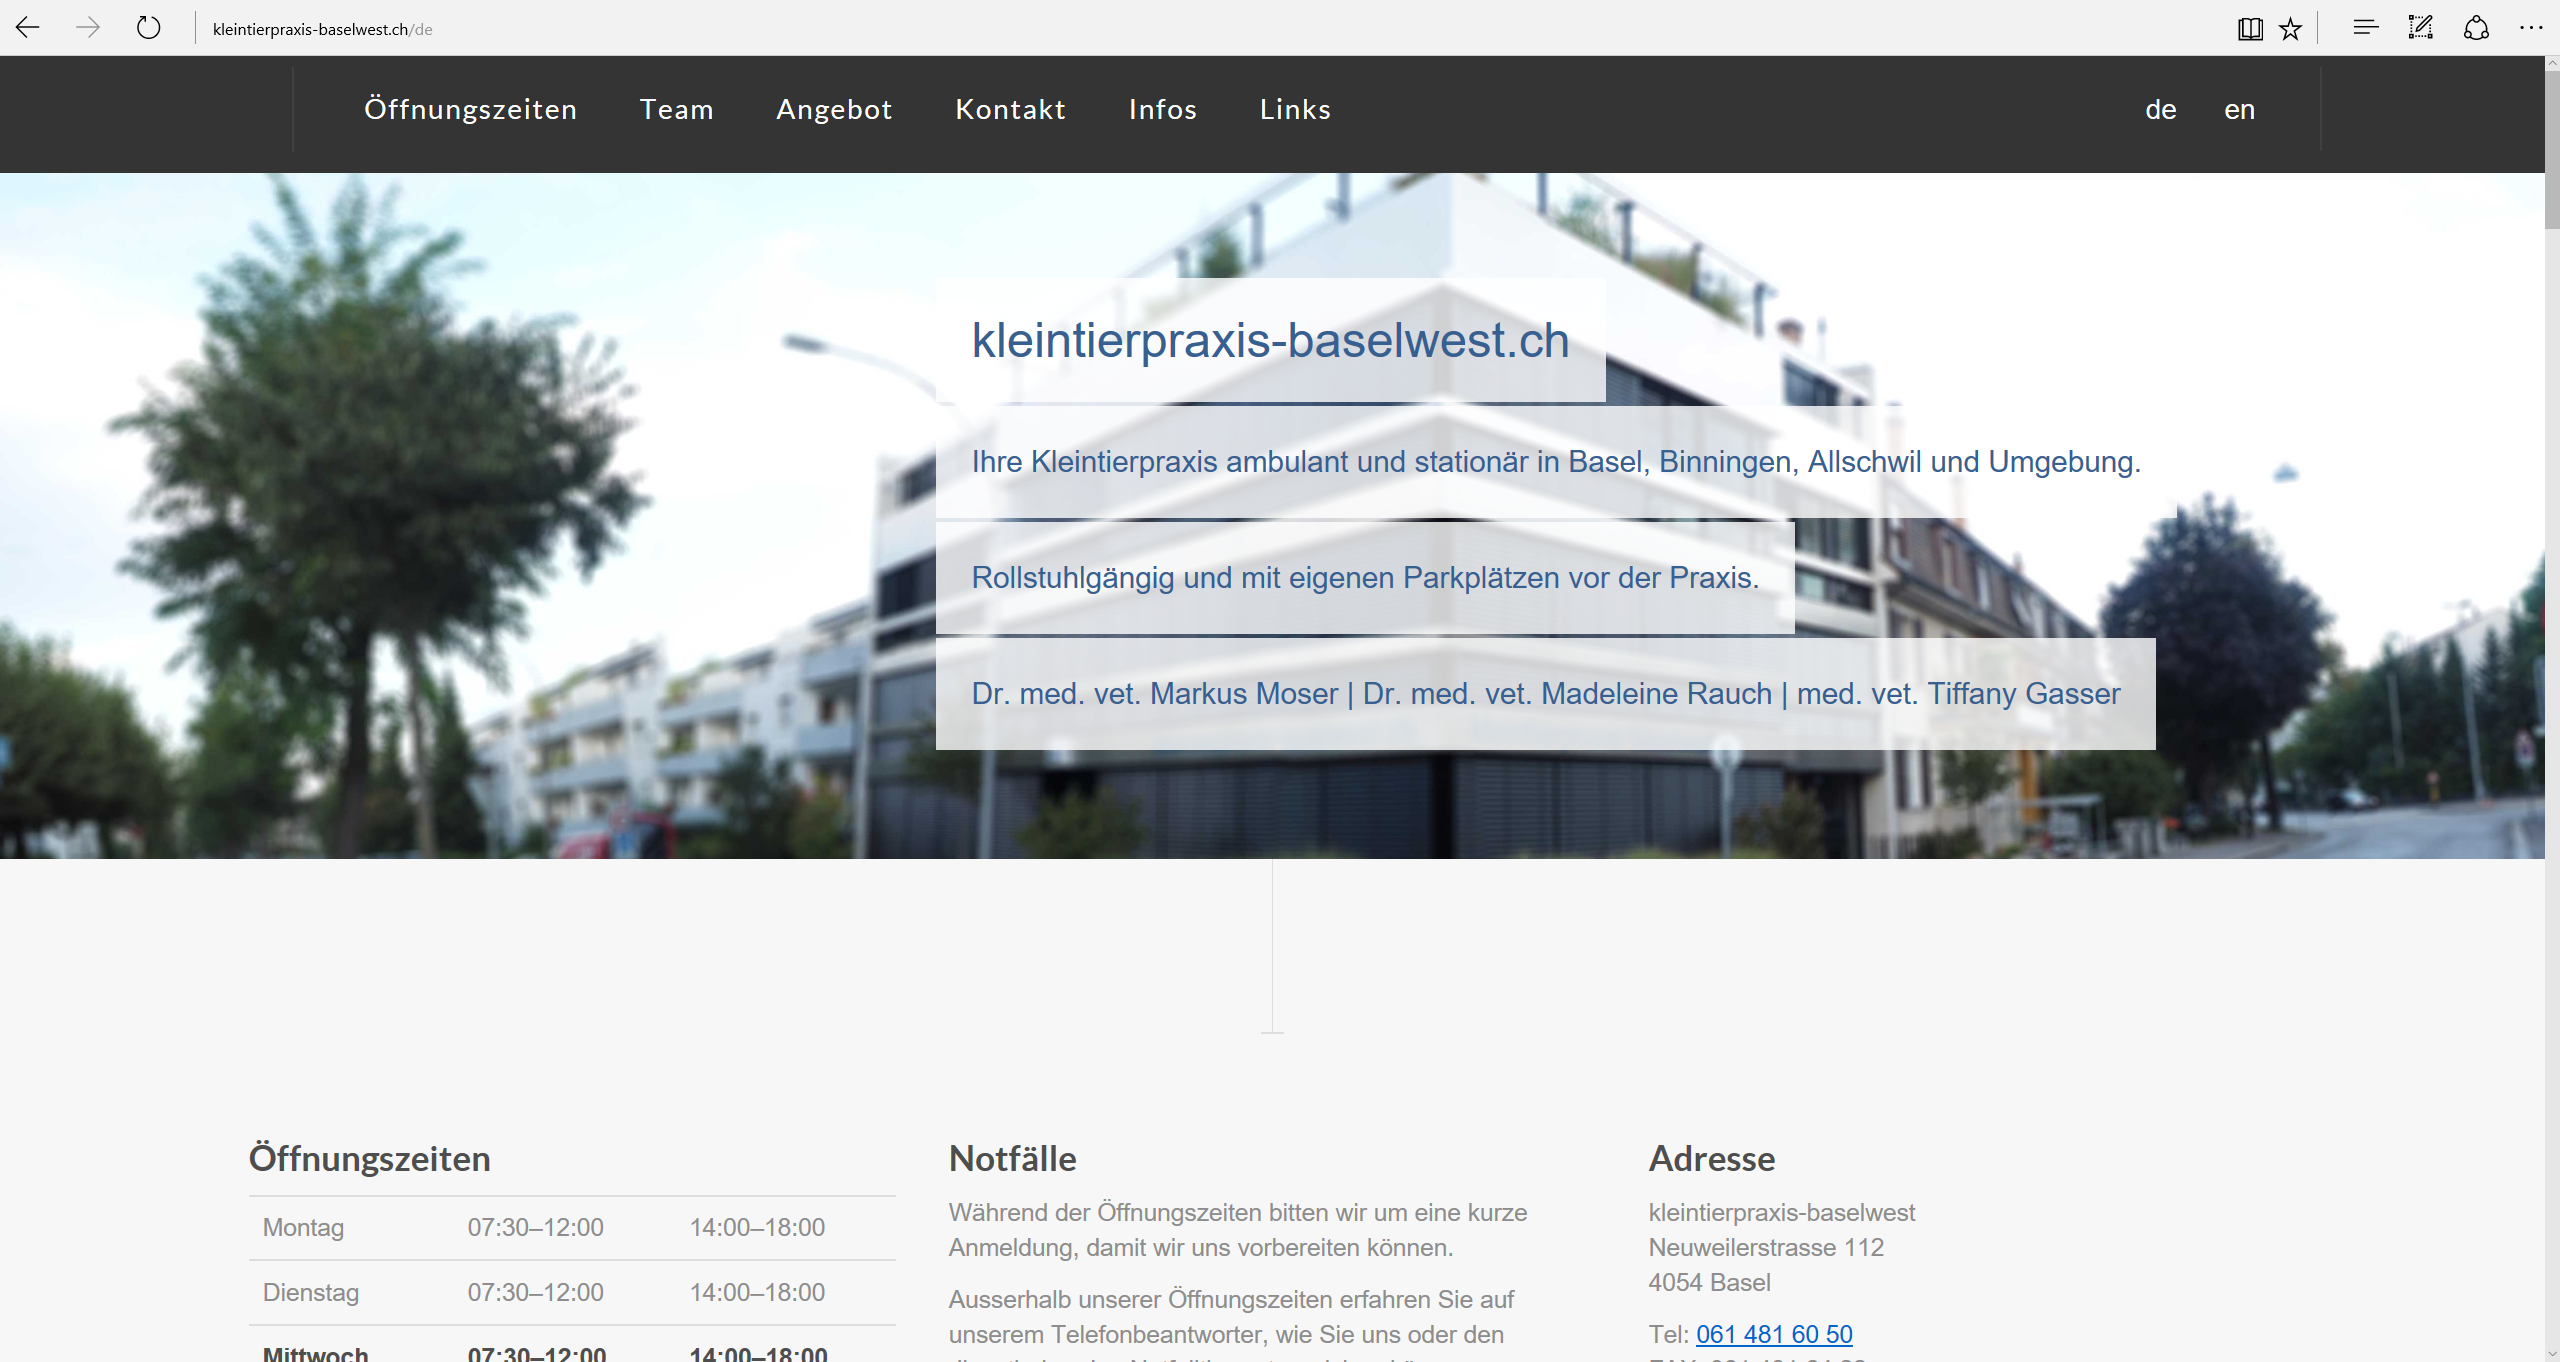 kleintierpraxis-baselwest.ch/de
Öffnungszeiten Team Angebot Kontakt Infos Links de en
kleintierpraxis-baselwest.ch
Ihre Kleintierpraxis ambulant und stationär in Basel, Binningen, Allschwil und Umgebung.
Rollstuhlgängig und mit eigenen Parkplätzen vor der Praxis.
Dr. med. vet. Markus Moser | Dr. med. vet. Madeleine Rauch | med. vet. Tiffany Gasser
Öffnungszeiten
Montag 07:30–12:00 14:00–18:00
Dienstag 07:30–12:00 14:00–18:00
Mittwoch 07:30–12:00 14:00–18:00
Notfälle
Während der Öffnungszeiten bitten wir um eine kurze
Anmeldung, damit wir uns vorbereiten können.
Ausserhalb unserer Öffnungszeiten erfahren Sie auf
unserem Telefonbeantworter, wie Sie uns oder den
Adresse
kleintierpraxis-baselwest
Neuweilerstrasse 112
4054 Basel
Tel: 061 481 60 50